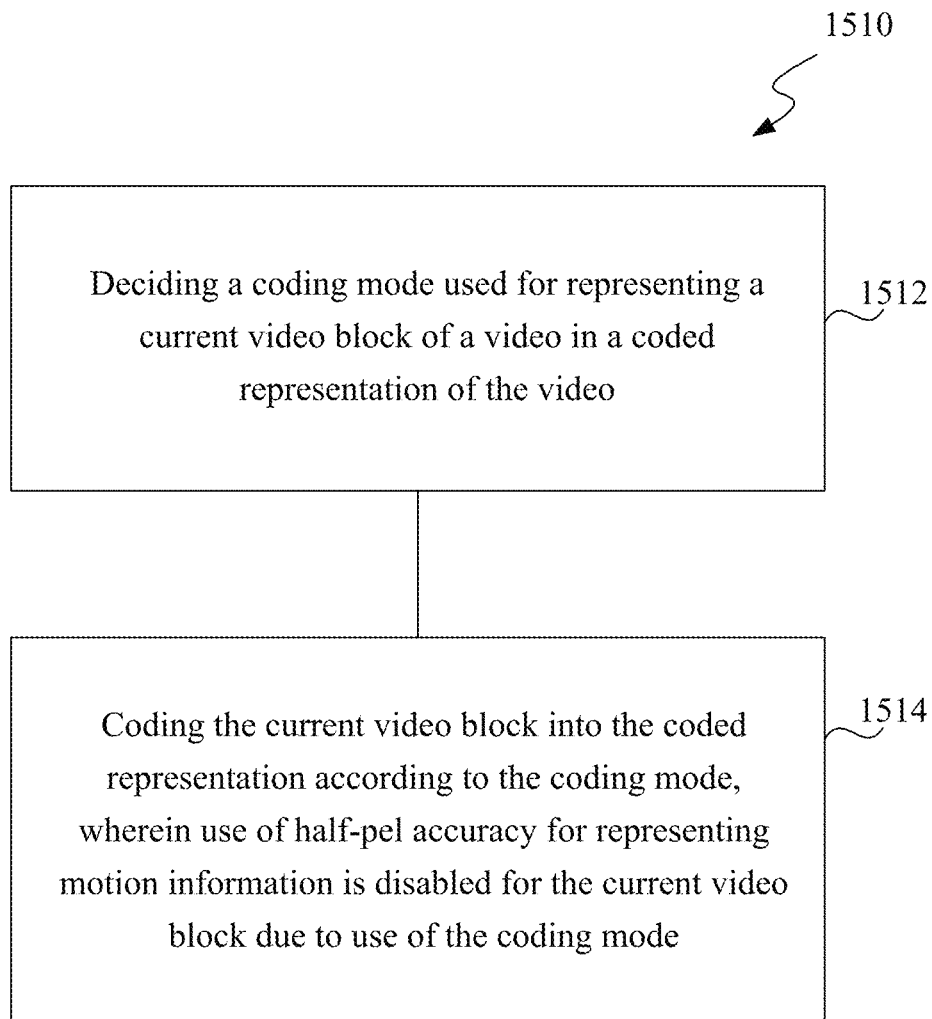 1510
Deciding a coding mode used for representing a
current video block of a video in a coded
representation of the video
1512
Coding the current video block into the coded
representation according to the coding mode,
wherein use of half-pel accuracy for representing
motion information is disabled for the current video
block due to use of the coding mode
1514